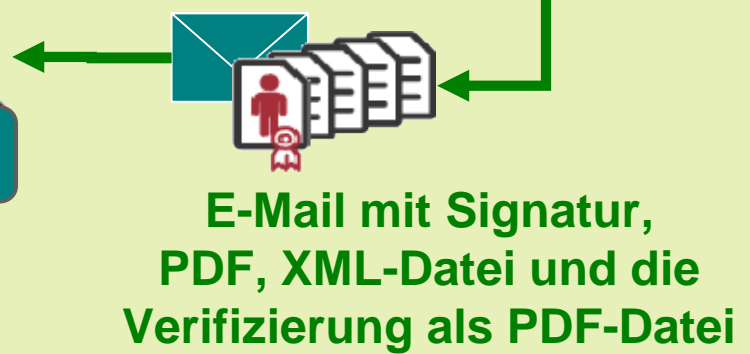 E-Mail mit Signatur,
PDF, XML-Datei und die
Verifizierung als PDF-Datei